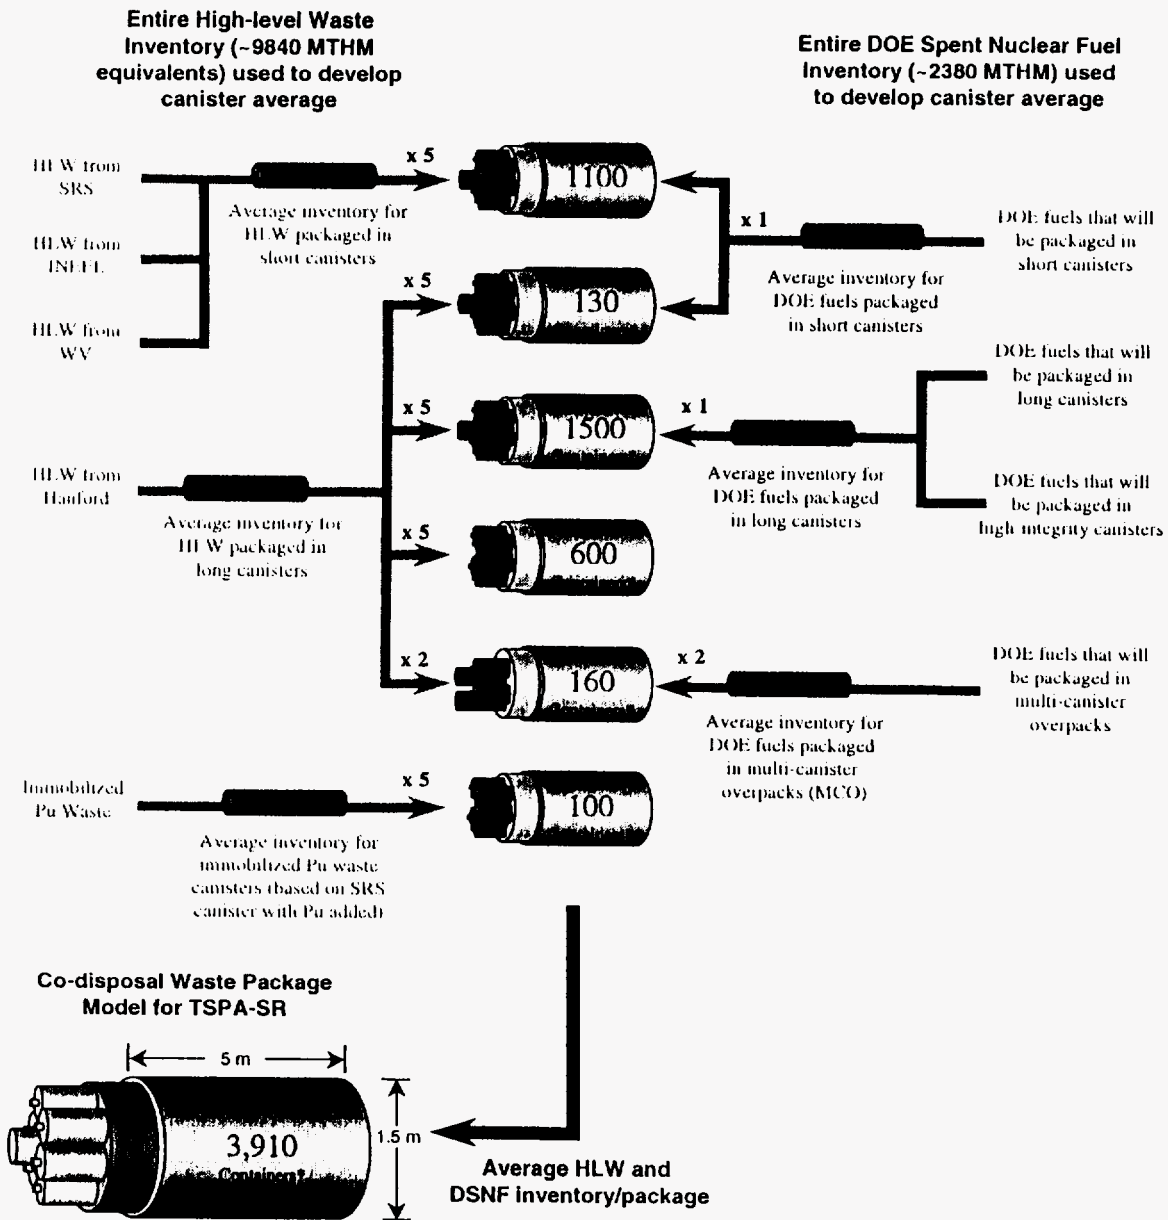 Entire High-level Waste
Inventory (~9840 MTHM
equivalents) used to develop
canister average
Entire DOE Spent Nuclear Fuel
Inventory (~2380 MTHM) used
to develop canister average
HLW from
SRS
x 5
1100
Average inventory for
HLW packaged in
short canisters
x 1
DOE fuels that will
be packaged in
short canisters
HLW from
INEEL
x 5
130
Average inventory for
DOE fuels packaged
in short canisters
HLW from
WV
DOE fuels that will
be packaged in
long canisters
x 5
1500
x 1
HLW from
Hanford
Average inventory for
DOE fuels packaged
in long canisters
DOE fuels that will
be packaged in
high integrity canisters
Average inventory for
HLW packaged in
long canisters
x 5
600
x 2
160
x 2
DOE fuels that will
be packaged in
multi-canister
overpacks
Average inventory for
DOE fuels packaged
in multi-canister
overpacks (MCO)
Immobilized
Pu Waste
x 5
100
Average inventory for
immobilized Pu waste
canisters (based on SRS
canister with Pu added)
Co-disposal Waste Package
Model for TSPA-SR
5 m
1.5 m
3,910
Containers*
Average HLW and
DSNF inventory/package